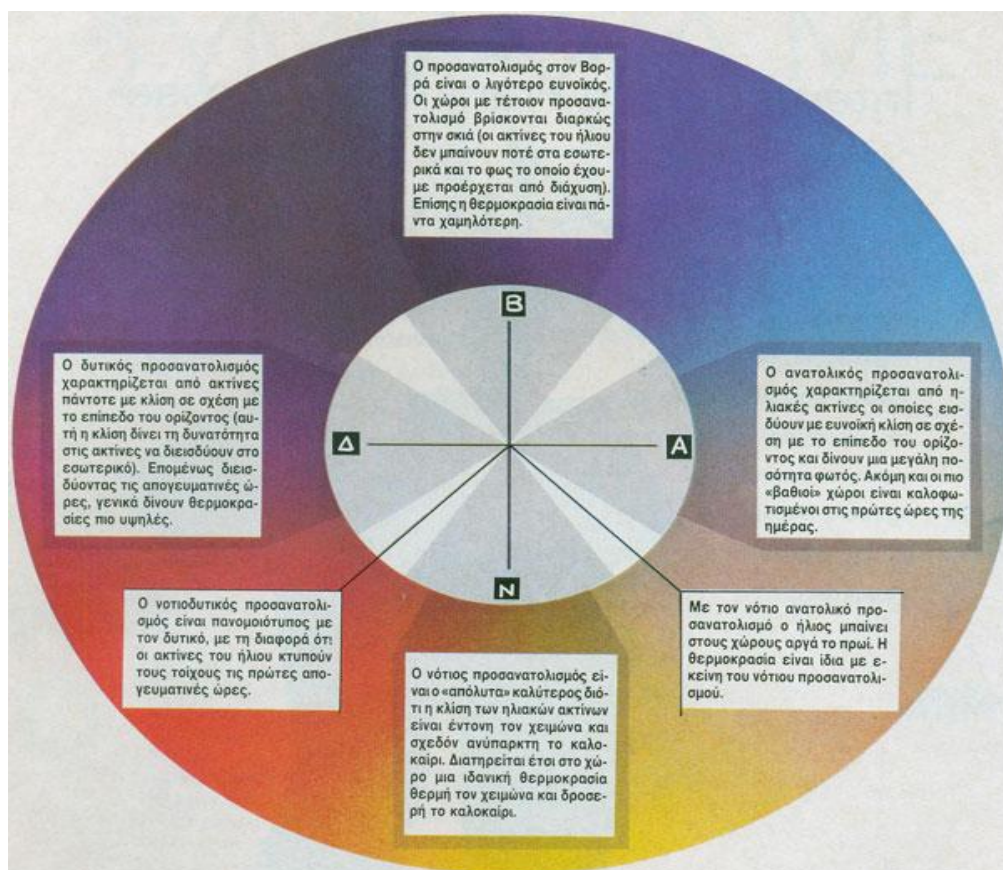 Ο προσανατολισμός στον Βορ-
ρά είναι ο λιγότερο ευνοϊκός.
Οι χώροι με τέτοιον προσανα-
τολισμό βρίσκονται διαρκώς
στην σκιά (οι ακτίνες του ήλιου
δεν μπαίνουν ποτέ στα εσωτε-
ρικά και το φως το οποίο έχου-
με προέρχεται από διάχυση).
Επίσης η θερμοκρασία είναι πά-
ντα χαμηλότερη.
Β
Ο δυτικός προσανατολισμός
χαρακτηρίζεται από ακτίνες
πάντοτε με κλίση σε σχέση με
το επίπεδο του ορίζοντος (αυ-
τή η κλίση δίνει τη δυνατότητα
στις ακτίνες να διεισδύουν στο
εσωτερικό). Επομένως διεισ-
δύοντας τις απογευματινές ώ-
ρες, γενικά δίνουν θερμοκρα-
σίες πιο υψηλές.
Δ
Α
Ο ανατολικός προσανατολι-
σμός χαρακτηρίζεται από η-
λιακές ακτίνες οι οποίες εισ-
δύουν με ευνοϊκή κλίση σε σχέ-
ση με το επίπεδο του ορίζο-
ντος και δίνουν μια μεγάλη πο-
σότητα φωτός. Ακόμη και οι πιο
«βαθιοί» χώροι είναι καλοφω-
τισμένοι στις πρώτες ώρες της
ημέρας.
Ν
Ο νοτιοδυτικός προσανατολι-
σμός είναι πανομοιότυπος με
τον δυτικό, με τη διαφορά ότι
οι ακτίνες του ήλιου κτυπούν
τους τοίχους τις πρώτες απο-
γευματινές ώρες.
Ο νότιος προσανατολισμός εί-
ναι ο «απόλυτα» καλύτερος διό-
τι η κλίση των ηλιακών ακτίνων
είναι έντονη τον χειμώνα και
σχεδόν ανύπαρκτη το καλο-
καίρι. Διατηρείται έτσι στο χώ-
ρο μια ιδανική θερμοκρασία
θερμή τον χειμώνα και δροσε-
ρή το καλοκαίρι.
Με τον νότιο ανατολικό προ-
σανατολισμό ο ήλιος μπαίνει
στους χώρους αργά το πρωί. Η
θερμοκρασία είναι ίδια με ε-
κείνη του νότιου προσανατολι-
σμού.